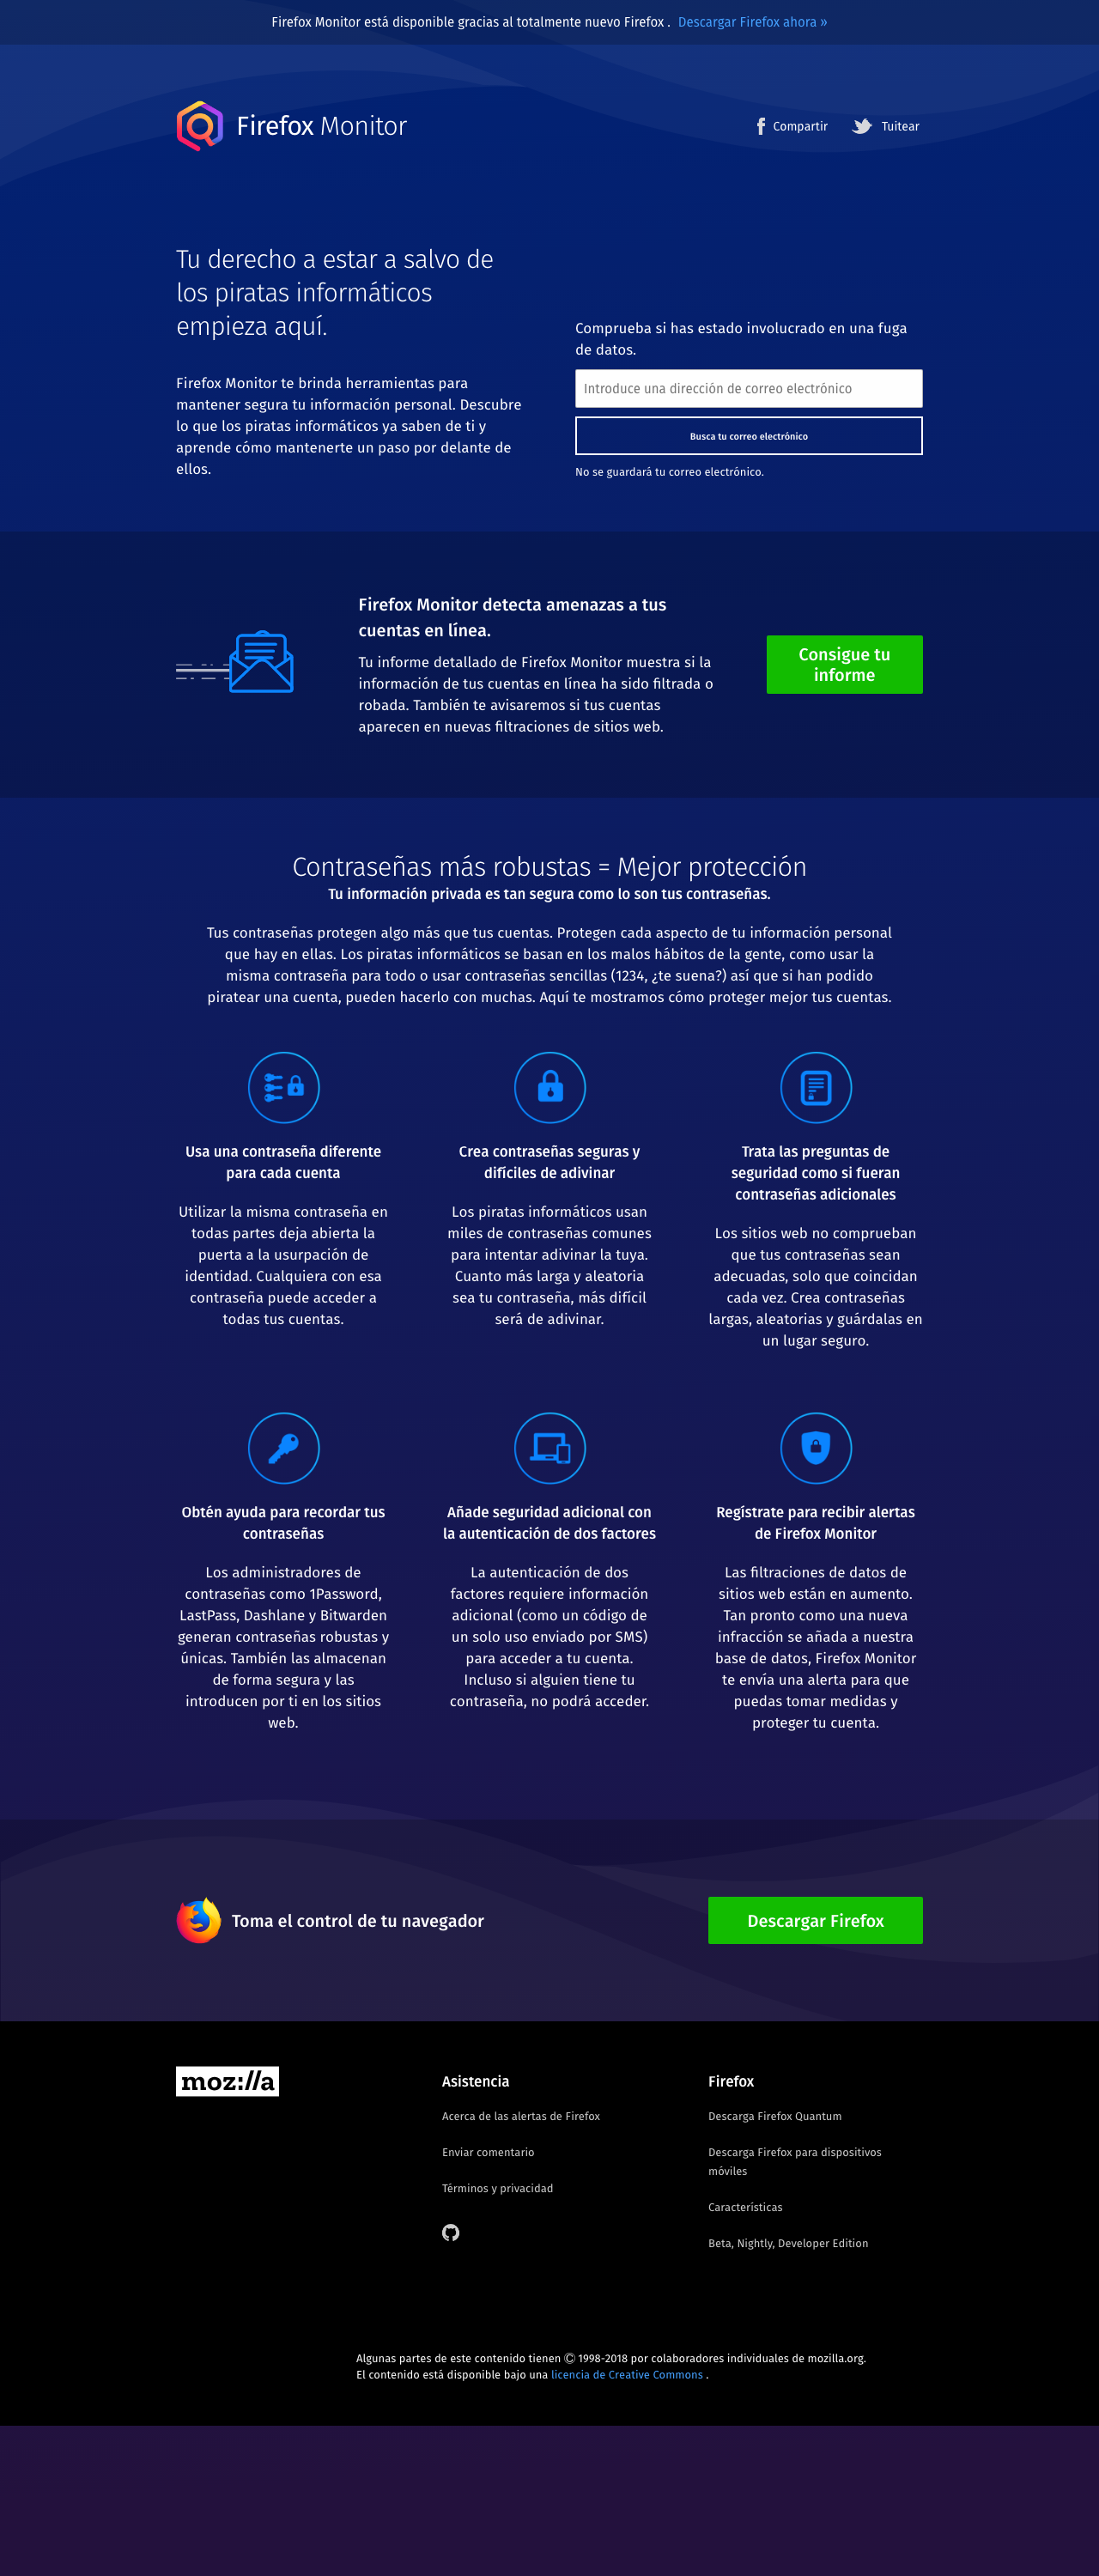 Firefox Monitor está disponible gracias al totalmente nuevo Firefox . Descargar Firefox ahora »
Firefox Monitor
Compartir
Tuitear
Tu derecho a estar a salvo de
los piratas informáticos
empieza aquí.
Firefox Monitor te brinda herramientas para
mantener segura tu información personal. Descubre
lo que los piratas informáticos ya saben de ti y
aprende cómo mantenerte un paso por delante de
ellos.
Comprueba si has estado involucrado en una fuga
de datos.
Introduce una dirección de correo electrónico
Busca tu correo electrónico
No se guardará tu correo electrónico.
Firefox Monitor detecta amenazas a tus
cuentas en línea.
Tu informe detallado de Firefox Monitor muestra si la
información de tus cuentas en línea ha sido filtrada o
robada. También te avisaremos si tus cuentas
aparecen en nuevas filtraciones de sitios web.
Consigue tu
informe
Contraseñas más robustas = Mejor protección
Tu información privada es tan segura como lo son tus contraseñas.
Tus contraseñas protegen algo más que tus cuentas. Protegen cada aspecto de tu información personal
que hay en ellas. Los piratas informáticos se basan en los malos hábitos de la gente, como usar la
misma contraseña para todo o usar contraseñas sencillas (1234, ¿te suena?) así que si han podido
piratear una cuenta, pueden hacerlo con muchas. Aquí te mostramos cómo proteger mejor tus cuentas.
Usa una contraseña diferente
para cada cuenta
Utilizar la misma contraseña en
todas partes deja abierta la
puerta a la usurpación de
identidad. Cualquiera con esa
contraseña puede acceder a
todas tus cuentas.
Crea contraseñas seguras y
difíciles de adivinar
Los piratas informáticos usan
miles de contraseñas comunes
para intentar adivinar la tuya.
Cuanto más larga y aleatoria
sea tu contraseña, más difícil
será de adivinar.
Trata las preguntas de
seguridad como si fueran
contraseñas adicionales
Los sitios web no comprueban
que tus contraseñas sean
adecuadas, solo que coincidan
cada vez. Crea contraseñas
largas, aleatorias y guárdalas en
un lugar seguro.
Obtén ayuda para recordar tus
contraseñas
Los administradores de
contraseñas como 1Password,
LastPass, Dashlane y Bitwarden
generan contraseñas robustas y
únicas. También las almacenan
de forma segura y las
introducen por ti en los sitios
web.
Añade seguridad adicional con
la autenticación de dos factores
La autenticación de dos
factores requiere información
adicional (como un código de
un solo uso enviado por SMS)
para acceder a tu cuenta.
Incluso si alguien tiene tu
contraseña, no podrá acceder.
Regístrate para recibir alertas
de Firefox Monitor
Las filtraciones de datos de
sitios web están en aumento.
Tan pronto como una nueva
infracción se añada a nuestra
base de datos, Firefox Monitor
te envía una alerta para que
puedas tomar medidas y
proteger tu cuenta.
Toma el control de tu navegador
Descargar Firefox
moz://a
Asistencia
Acerca de las alertas de Firefox
Enviar comentario
Términos y privacidad
Firefox
Descarga Firefox Quantum
Descarga Firefox para dispositivos
móviles
Características
Beta, Nightly, Developer Edition
Algunas partes de este contenido tienen © 1998-2018 por colaboradores individuales de mozilla.org.
El contenido está disponible bajo una licencia de Creative Commons .